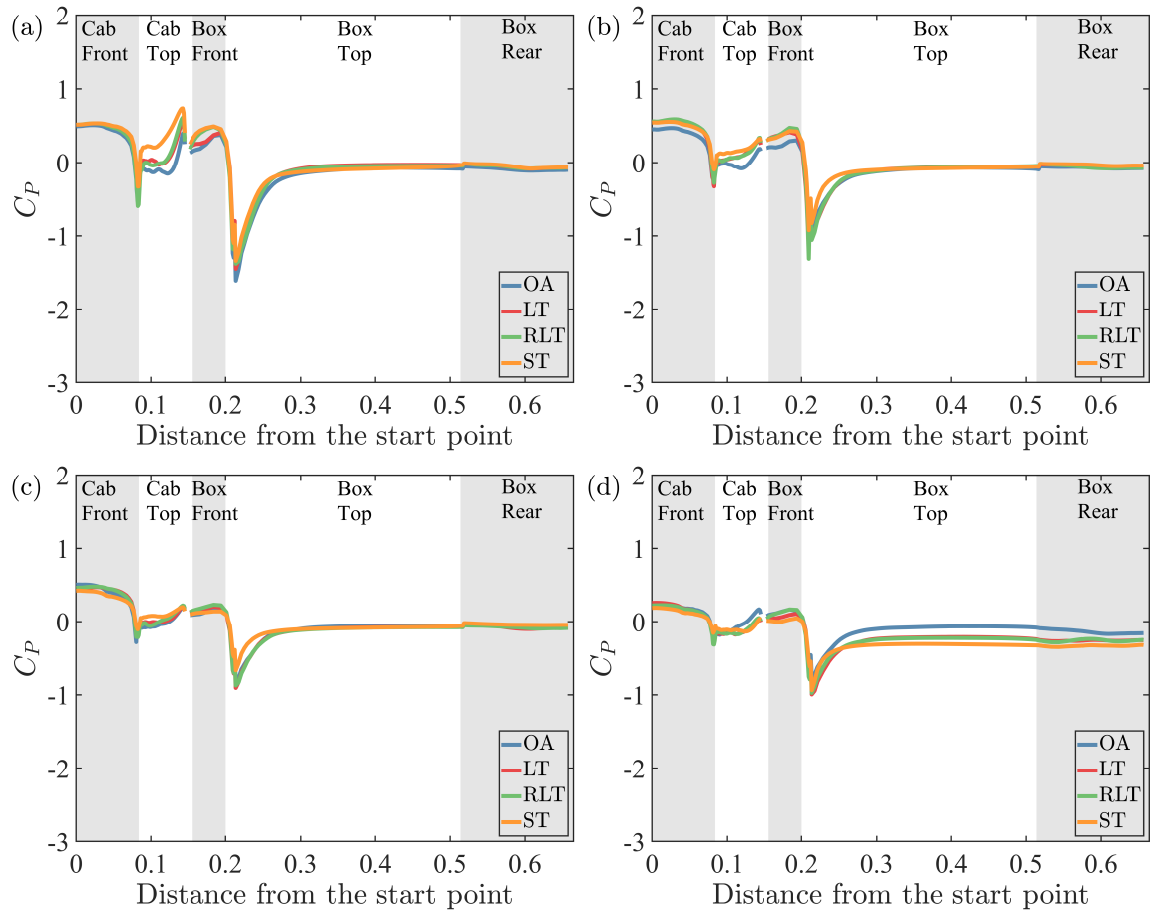 (a)
Cab Front
Cab Top
Box Front
Box Top
Box Rear
2
1
0
-1
-2
-3
C_P
0 0.1 0.2 0.3 0.4 0.5 0.6
Distance from the start point
OA
LT
RLT
ST
(b)
Cab Front
Cab Top
Box Front
Box Top
Box Rear
2
1
0
-1
-2
-3
C_P
0 0.1 0.2 0.3 0.4 0.5 0.6
Distance from the start point
OA
LT
RLT
ST
(c)
Cab Front
Cab Top
Box Front
Box Top
Box Rear
2
1
0
-1
-2
-3
C_P
0 0.1 0.2 0.3 0.4 0.5 0.6
Distance from the start point
OA
LT
RLT
ST
(d)
Cab Front
Cab Top
Box Front
Box Top
Box Rear
2
1
0
-1
-2
-3
C_P
0 0.1 0.2 0.3 0.4 0.5 0.6
Distance from the start point
OA
LT
RLT
ST